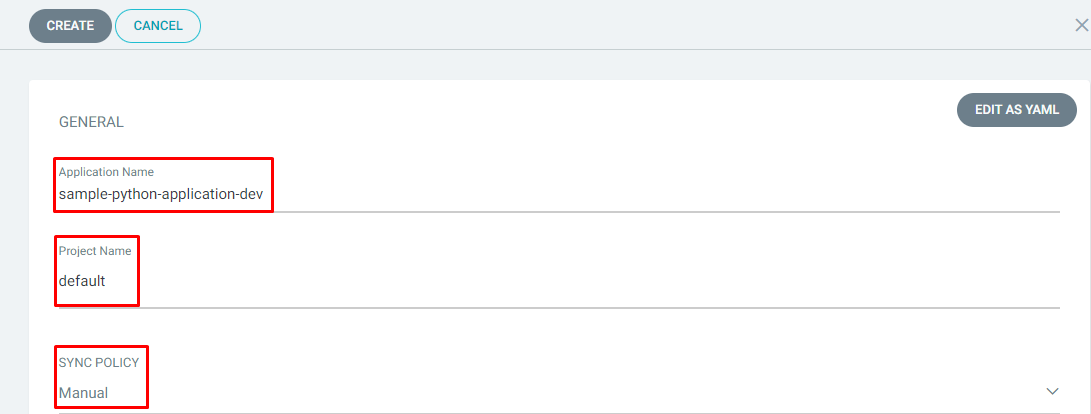 CREATE CANCEL
EDIT AS YAML
GENERAL
Application Name
sample-python-application-dev
Project Name
default
SYNC POLICY
Manual